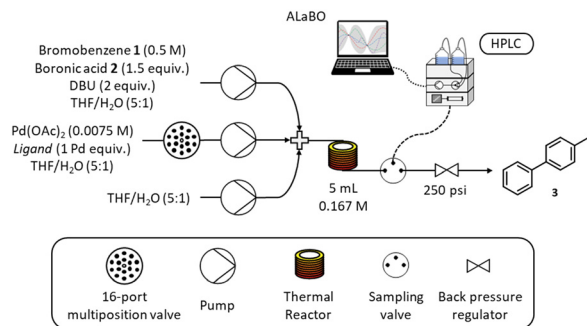 ALaBO
HPLC
Bromobenzene 1 (0.5 M)
Boronic acid 2 (1.5 equiv.)
DBU (2 equiv.)
THF/H₂O (5:1)
Pd(OAc)₂ (0.0075 M)
Ligand (1 Pd equiv.)
THF/H₂O (5:1)
THF/H₂O (5:1)
5 mL
0.167 M
250 psi
3
16-port
multiposition valve
Pump
Thermal
Reactor
Sampling
valve
Back pressure
regulator